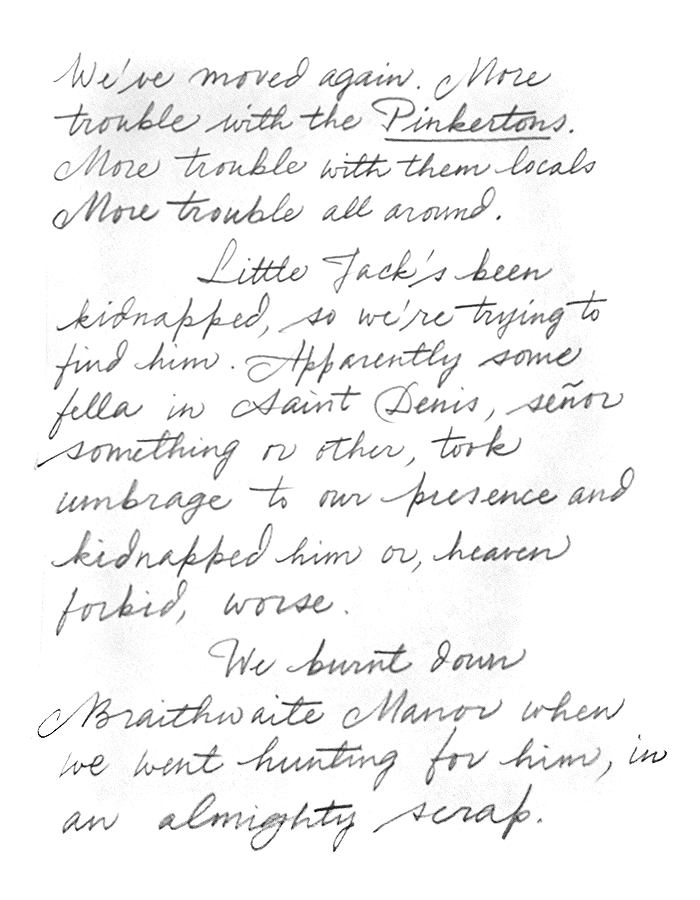 We've moved again. More
trouble with the Pinkertons.
More trouble with them locals
More trouble all around.
Little Jack's been
kidnapped, so we're trying to
find him. Apparently some
fella in Saint Denis, señor
something or other, took
umbrage to our presence and
kidnapped him or, heaven
forbid, worse.
We burnt down
Braithwaite Manor when
we went hunting for him, in
an almighty scrap.